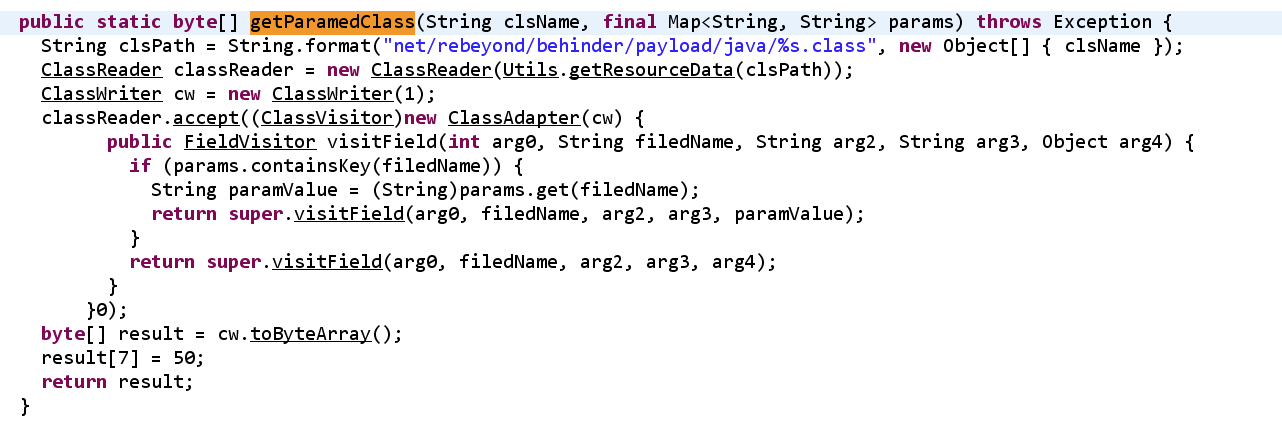 public static byte[] getParamedClass(String clsName, final Map<String, String> params) throws Exception {
String clsPath = String.format("net/rebeyond/behinder/payload/java/%s.class", new Object[] { clsName });
ClassReader classReader = new ClassReader(Utils.getResourceData(clsPath));
ClassWriter cw = new ClassWriter(1);
classReader.accept((ClassVisitor)new ClassAdapter(cw) {
public FieldVisitor visitField(int arg0, String filedName, String arg2, String arg3, Object arg4) {
if (params.containsKey(filedName)) {
String paramValue = (String)params.get(filedName);
return super.visitField(arg0, filedName, arg2, arg3, paramValue);
}
return super.visitField(arg0, filedName, arg2, arg3, arg4);
}
}0);
byte[] result = cw.toByteArray();
result[7] = 50;
return result;
}